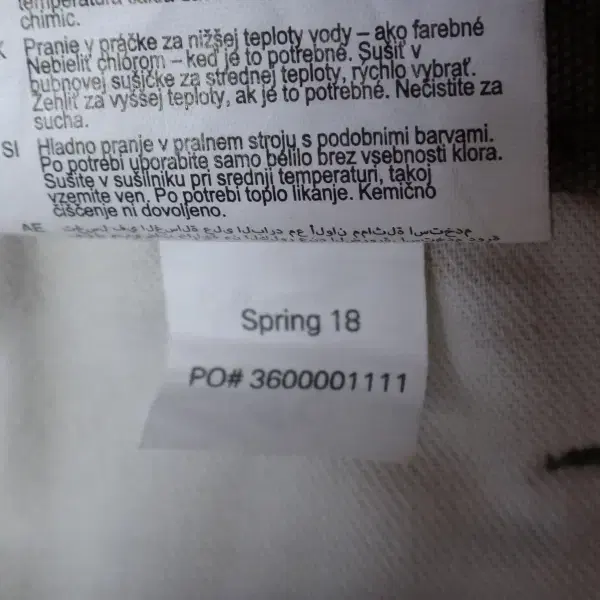 chimic.
Pranie v práčke za nižšej teploty vody – ako farebné
Nebieliť chlórom – keď je to potrebné. Sušiť v
bubnovej sušičke za strednej teploty, rýchlo vybrať.
Žehliť za vyššej teploty, ak je to potrebné. Nečistite za
sucha.
SI Hladno pranje v pralnem stroju s podobnimi barvami.
Po potrebi uporabite samo belilo brez vsebnosti klora.
Sušite v sušilniku pri srednji temperaturi, takoj
vzemite ven. Po potrebi toplo likanje. Kemično
čiščenje ni dovoljeno.
AE
Spring 18
PO# 3600001111